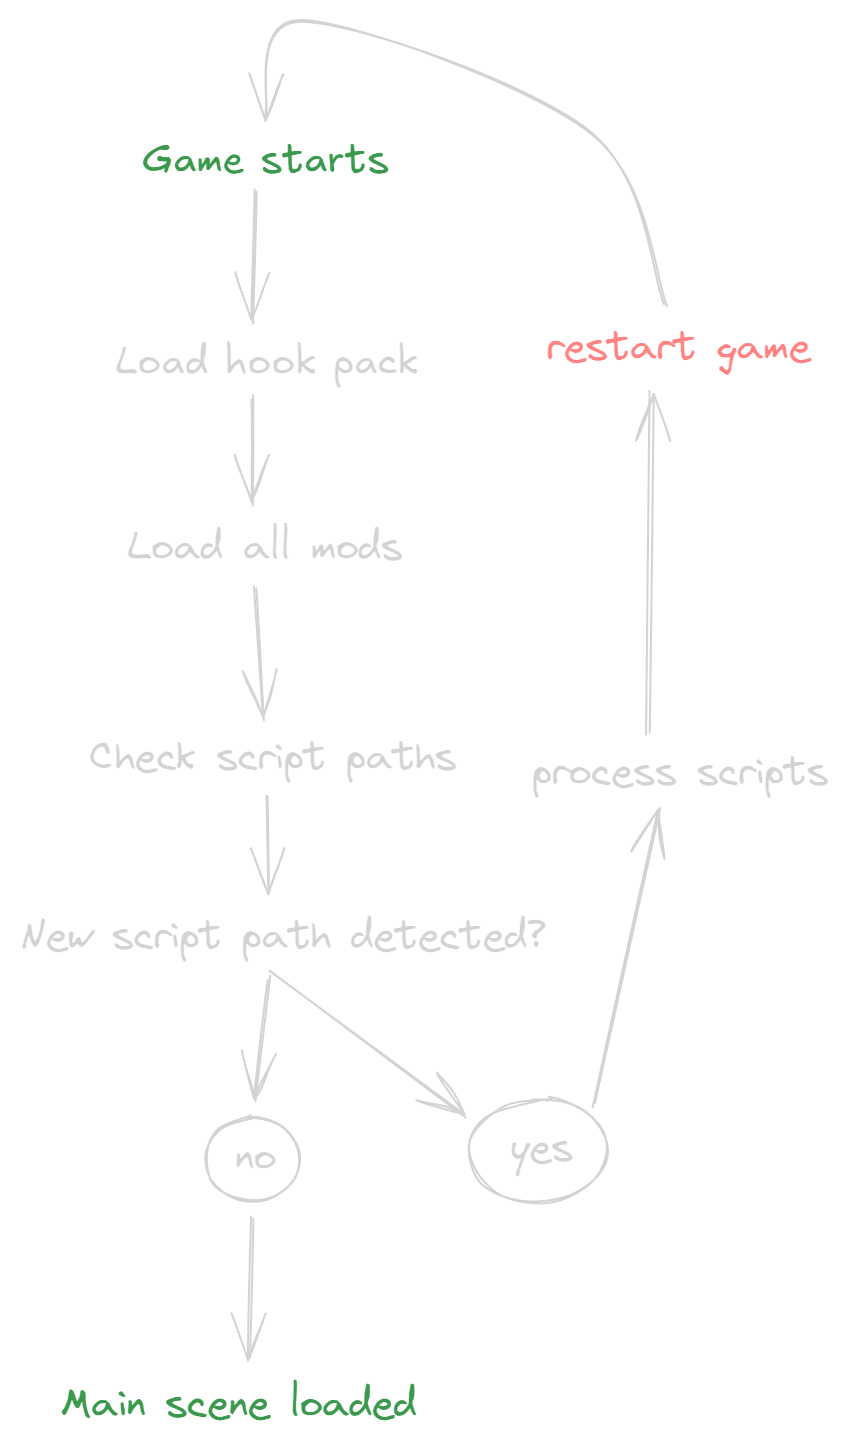 Game starts
Load hook pack
restart game
Load all mods
Check script paths
process scripts
New script path detected?
no
yes
Main scene loaded